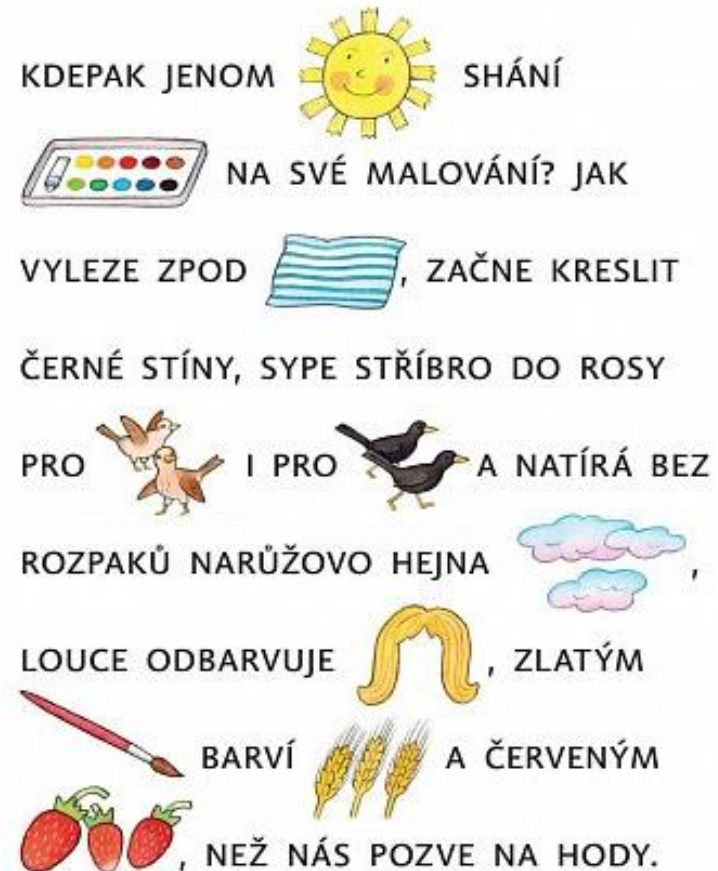 KDEPAK JENOM SHÁNÍ
NA SVÉ MALOVÁNÍ? JAK
VYLEZE ZPOD , ZAČNE KRESLIT
ČERNÉ STÍNY, SYPE STŘÍBRO DO ROSY
PRO I PRO A NATÍRÁ BEZ
ROZPAKŮ NARŮŽOVO HEJNA ,
LOUCE ODBARVUJE , ZLATÝM
BARVÍ A ČERVENÝM
, NEŽ NÁS POZVE NA HODY.